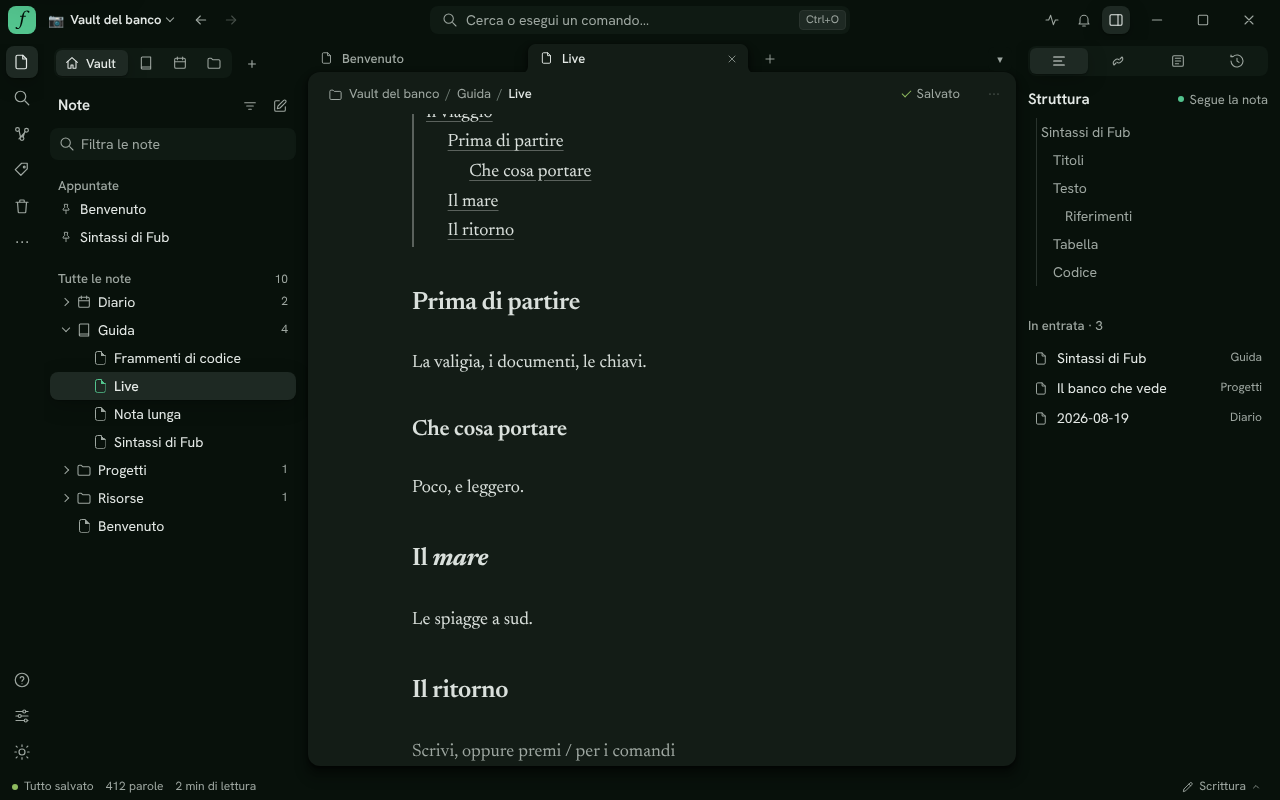 f
Vault del banco
Cerca o esegui un comando...
Ctrl+O
Vault
Benvenuto
Live
Note
Filtra le note
Appuntate
Benvenuto
Sintassi di Fub
Tutte le note 10
Diario 2
Guida 4
Frammenti di codice
Live
Nota lunga
Sintassi di Fub
Progetti 1
Risorse 1
Benvenuto
Vault del banco / Guida / Live
Salvato
Il viaggio
Prima di partire
Che cosa portare
Il mare
Il ritorno
Prima di partire
La valigia, i documenti, le chiavi.
Che cosa portare
Poco, e leggero.
Il mare
Le spiagge a sud.
Il ritorno
Scrivi, oppure premi / per i comandi
Struttura
Segue la nota
Sintassi di Fub
Titoli
Testo
Riferimenti
Tabella
Codice
In entrata · 3
Sintassi di Fub Guida
Il banco che vede Progetti
2026-08-19 Diario
Tutto salvato 412 parole 2 min di lettura
Scrittura